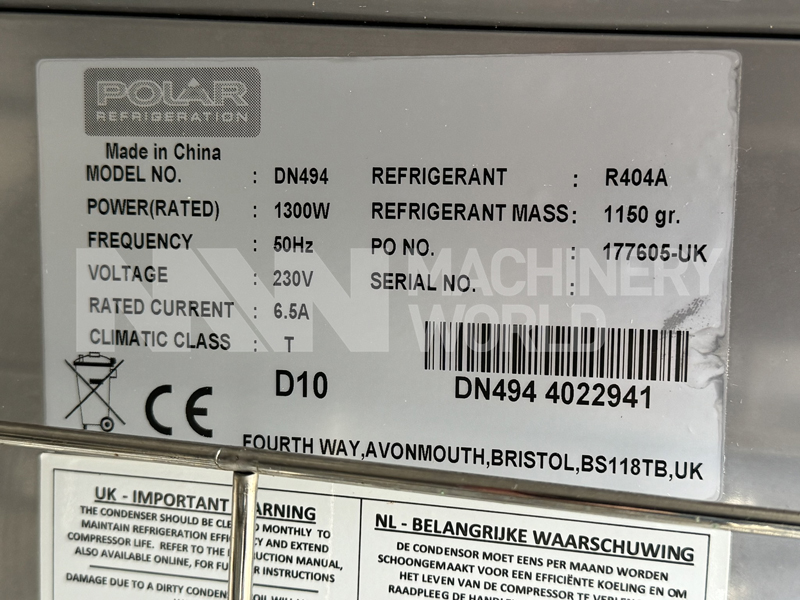 POLAR
REFRIGERATION
Made in China
MODEL NO. : DN494 REFRIGERANT : R404A
POWER(RATED) : 1300W REFRIGERANT MASS: 1150 gr.
FREQUENCY : 50Hz PO NO. : 177605-UK
VOLTAGE : 230V SERIAL NO. :
RATED CURRENT : 6.5A
CLIMATIC CLASS : T
MACHINERY
WORLD
D10
CE
DN494 4022941
FOURTH WAY,AVONMOUTH,BRISTOL,BS118TB,UK
UK - IMPORTANT
THE CONDENSER SHOULD BE MONTHLY TO
MAINTAIN REFRIGERATION AND EXTEND
COMPRESSOR LIFE. REFER TO THE MANUAL,
ALSO AVAILABLE ONLINE, FOR INSTRUCTIONS
DAMAGE DUE TO A DIRTY
NL - BELANGRIJKE WAARSCHUWING
DE CONDENSOR MOET EENS PER MAAND WORDEN
SCHOONGEMAAKT VOOR EEN EFFICIËNTE KOELING EN OM
HET LEVEN VAN DE COMPRESSOR TE
RAADPLEEG DE